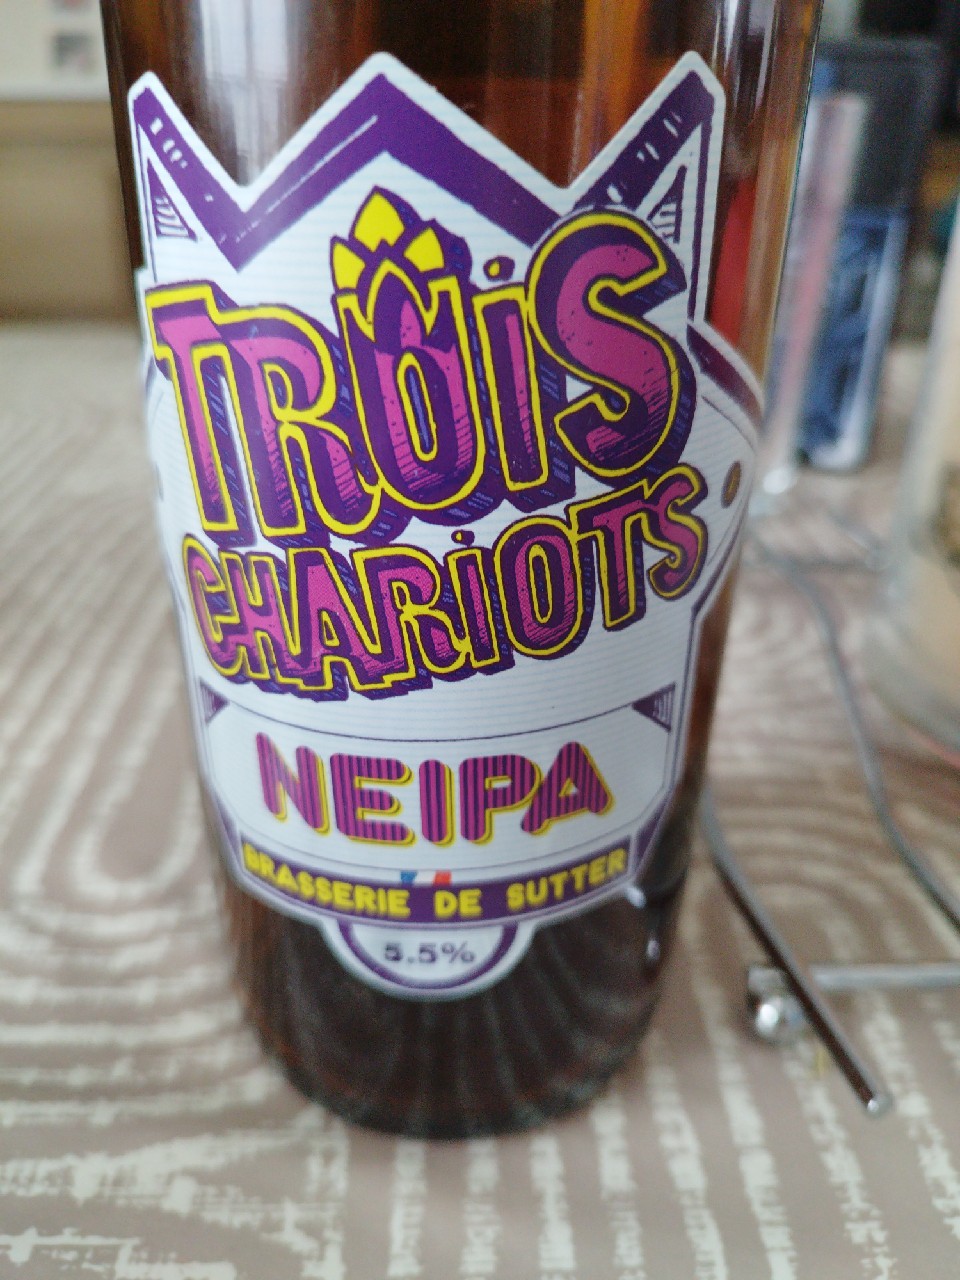 TROiS
CHARiOTS
NEIPA
BRASSERIE DE SUTTER
5.5%